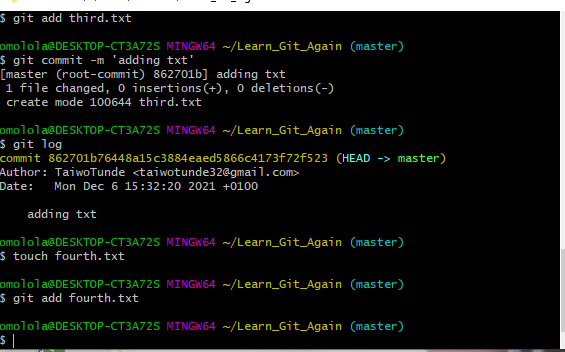 $ git add third.txt
omolola@DESKTOP-CT3A72S MINGW64 ~/Learn_Git_Again (master)
$ git commit -m 'adding txt'
[master (root-commit) 862701b] adding txt
 1 file changed, 0 insertions(+), 0 deletions(-)
 create mode 100644 third.txt
omolola@DESKTOP-CT3A72S MINGW64 ~/Learn_Git_Again (master)
$ git log
commit 862701b76448a15c3884eaed5866c4173f72f523 (HEAD -> master)
Author: TaiwoTunde <taiwotunde32@gmail.com>
Date:   Mon Dec 6 15:32:20 2021 +0100
    adding txt
omolola@DESKTOP-CT3A72S MINGW64 ~/Learn_Git_Again (master)
$ touch fourth.txt
omolola@DESKTOP-CT3A72S MINGW64 ~/Learn_Git_Again (master)
$ git add fourth.txt
omolola@DESKTOP-CT3A72S MINGW64 ~/Learn_Git_Again (master)
$